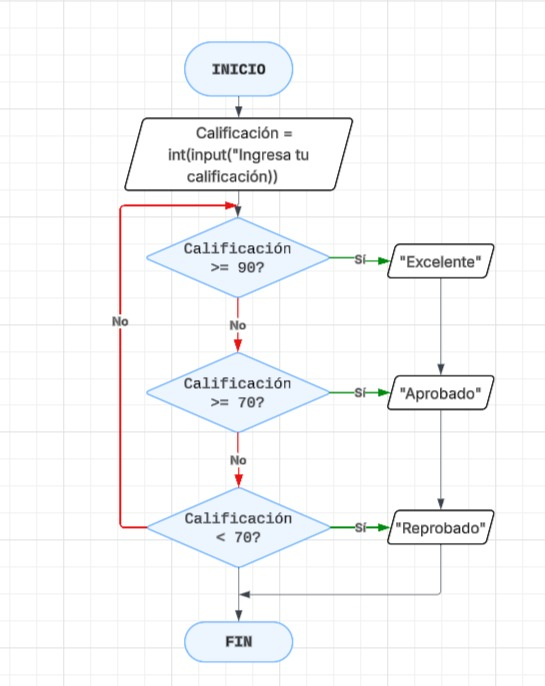 INICIO
Calificación =
int(input("Ingresa tu
calificación))
Calificación
>= 90?
Sí
"Excelente"
No
No
Calificación
>= 70?
Sí
"Aprobado"
No
Calificación
< 70?
Sí
"Reprobado"
FIN